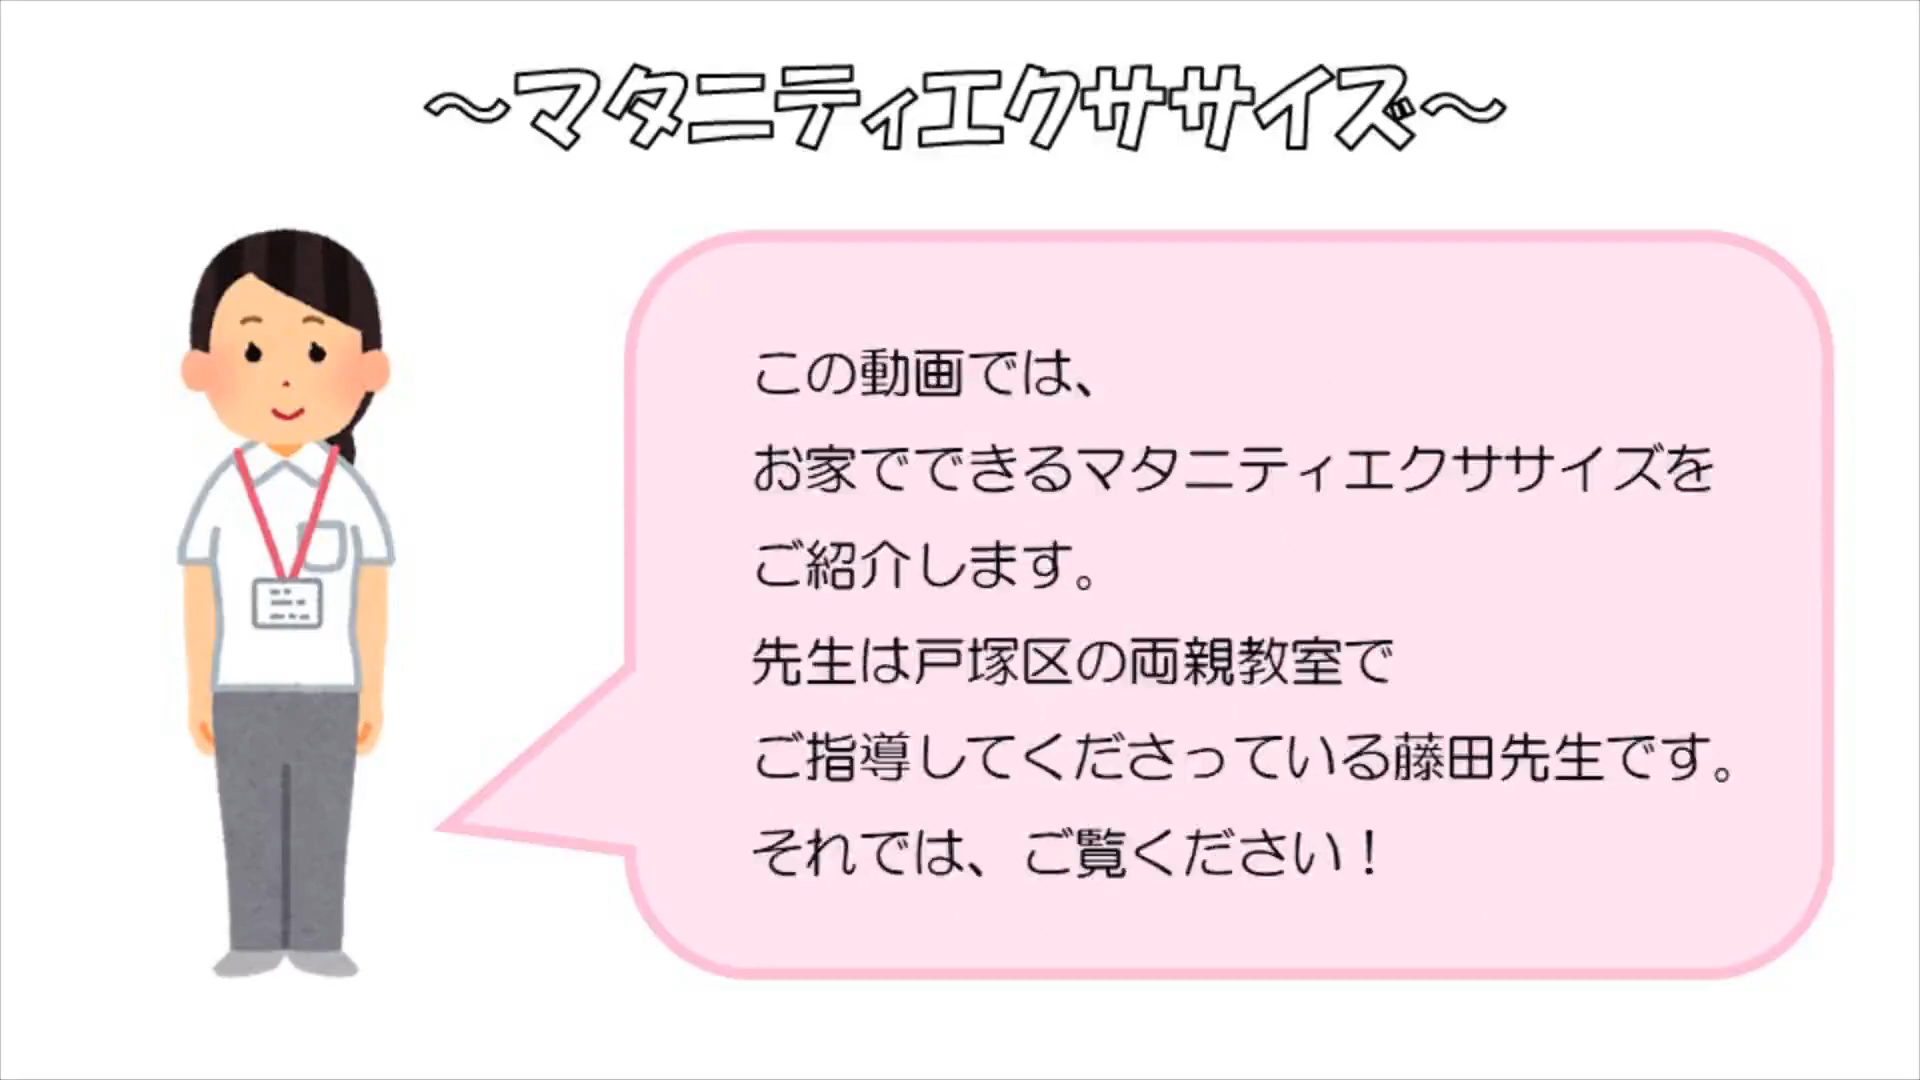 ～マタニティエクササイズ～
この動画では、
お家でできるマタニティエクササイズを
ご紹介します。
先生は戸塚区の両親教室で
ご指導してくださっている藤田先生です。
それでは、ご覧ください！